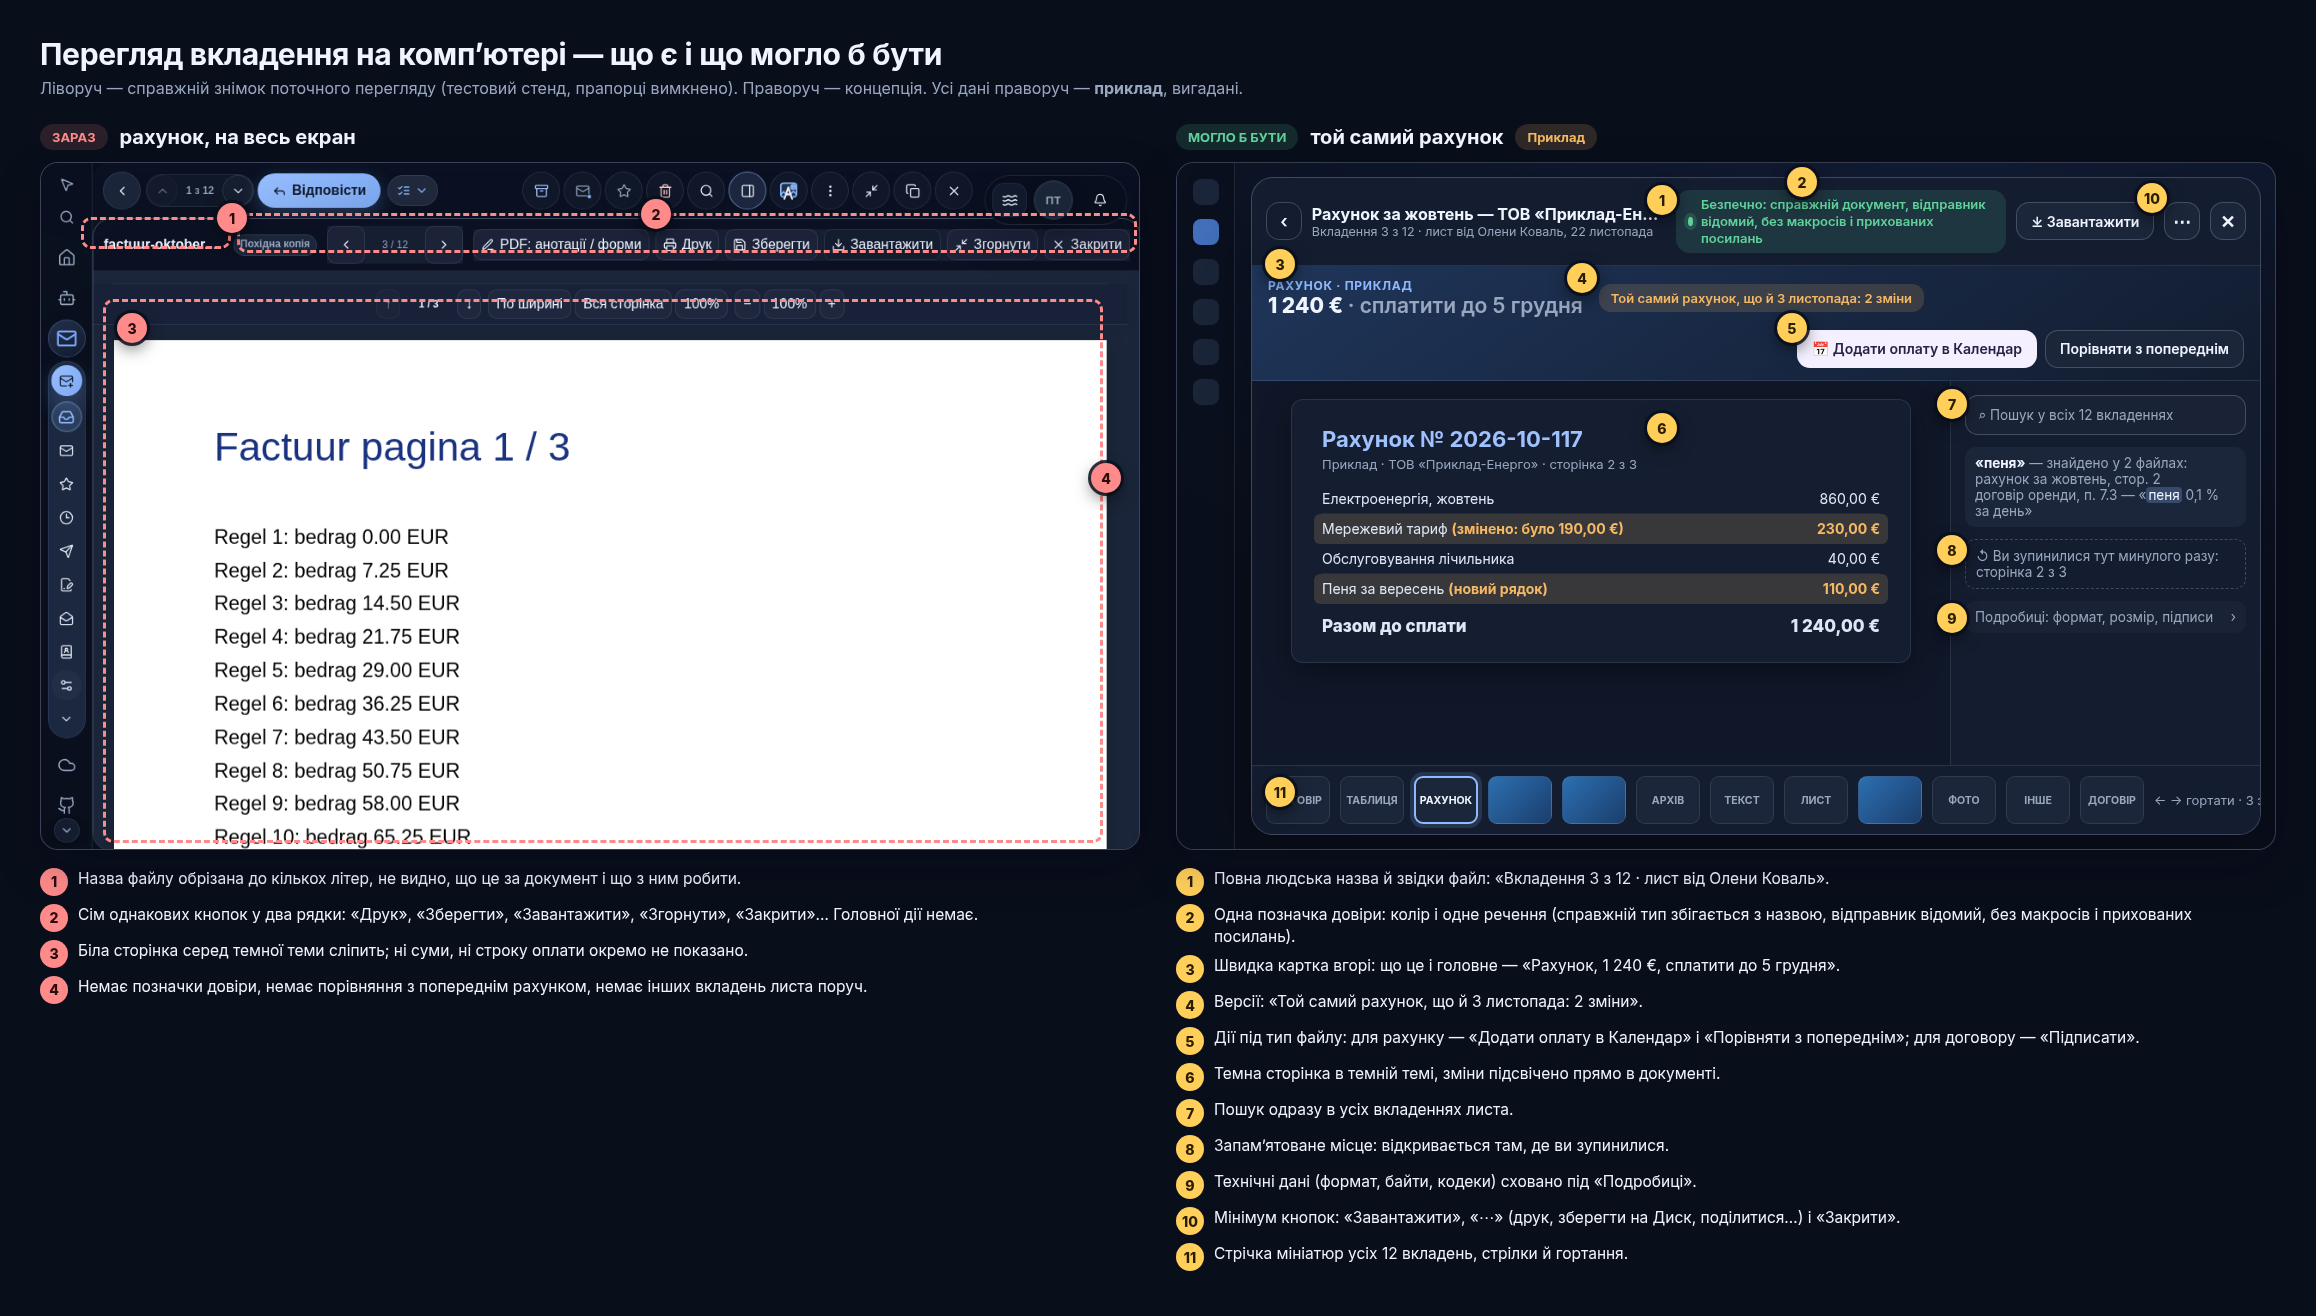 Перегляд вкладення на компʼютері — що є і що могло б бути
Ліворуч — справжній знімок поточного перегляду (тестовий стенд, прапорці вимкнено). Праворуч — концепція. Усі дані праворуч — приклад, вигадані.
ЗАРАЗ рахунок, на весь екран
1 з 12 Відповісти ПТ
1 2
factuur-oktober Похідна копія 3 / 12 PDF: анотації / форми Друк Зберегти Завантажити Згорнути Закрити
1 / 3 По ширині Вся сторінка 100% − 100% +
3
Factuur pagina 1 / 3
4
Regel 1: bedrag 0.00 EUR
Regel 2: bedrag 7.25 EUR
Regel 3: bedrag 14.50 EUR
Regel 4: bedrag 21.75 EUR
Regel 5: bedrag 29.00 EUR
Regel 6: bedrag 36.25 EUR
Regel 7: bedrag 43.50 EUR
Regel 8: bedrag 50.75 EUR
Regel 9: bedrag 58.00 EUR
Regel 10: bedrag 65.25 EUR
1 Назва файлу обрізана до кількох літер, не видно, що це за документ і що з ним робити.
2 Сім однакових кнопок у два рядки: «Друк», «Зберегти», «Завантажити», «Згорнути», «Закрити»… Головної дії немає.
3 Біла сторінка серед темної теми сліпить; ні суми, ні строку оплати окремо не показано.
4 Немає позначки довіри, немає порівняння з попереднім рахунком, немає інших вкладень листа поруч.
МОГЛО Б БУТИ той самий рахунок Приклад
Рахунок за жовтень — ТОВ «Приклад-Ен…
Вкладення 3 з 12 · лист від Олени Коваль, 22 листопада
1 2
Безпечно: справжній документ, відправник
відомий, без макросів і прихованих
посилань
Завантажити 10 ⋯ ✕
3 4
РАХУНОК · ПРИКЛАД
1 240 € · сплатити до 5 грудня Той самий рахунок, що й 3 листопада: 2 зміни
5 Додати оплату в Календар Порівняти з попереднім
6
Рахунок № 2026-10-117
Приклад · ТОВ «Приклад-Енерго» · сторінка 2 з 3
Електроенергія, жовтень 860,00 €
Мережевий тариф (змінено: було 190,00 €) 230,00 €
Обслуговування лічильника 40,00 €
Пеня за вересень (новий рядок) 110,00 €
Разом до сплати 1 240,00 €
7 Пошук у всіх 12 вкладеннях
«пеня» — знайдено у 2 файлах:
рахунок за жовтень, стор. 2
договір оренди, п. 7.3 — «пеня 0,1 %
за день»
8 Ви зупинилися тут минулого разу:
сторінка 2 з 3
9 Подробиці: формат, розмір, підписи ›
11 ОВІР ТАБЛИЦЯ РАХУНОК АРХІВ ТЕКСТ ЛИСТ ФОТО ІНШЕ ДОГОВІР ← → гортати · 3 з
1 Повна людська назва й звідки файл: «Вкладення 3 з 12 · лист від Олени Коваль».
2 Одна позначка довіри: колір і одне речення (справжній тип збігається з назвою, відправник відомий, без макросів і прихованих
посилань).
3 Швидка картка вгорі: що це і головне — «Рахунок, 1 240 €, сплатити до 5 грудня».
4 Версії: «Той самий рахунок, що й 3 листопада: 2 зміни».
5 Дії під тип файлу: для рахунку — «Додати оплату в Календар» і «Порівняти з попереднім»; для договору — «Підписати».
6 Темна сторінка в темній темі, зміни підсвічено прямо в документі.
7 Пошук одразу в усіх вкладеннях листа.
8 Запамʼятоване місце: відкривається там, де ви зупинилися.
9 Технічні дані (формат, байти, кодеки) сховано під «Подробиці».
10 Мінімум кнопок: «Завантажити», «⋯» (друк, зберегти на Диск, поділитися…) і «Закрити».
11 Стрічка мініатюр усіх 12 вкладень, стрілки й гортання.